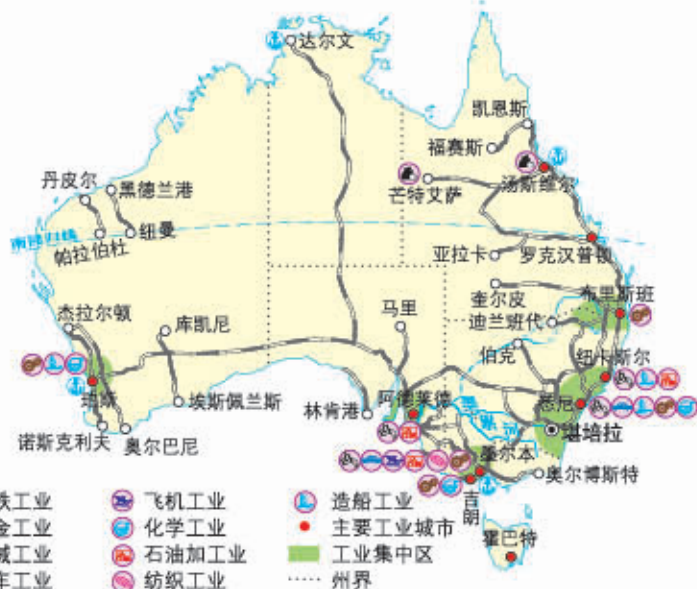 达尔文
凯恩斯
福赛斯
丹皮尔
黑德兰港
芒特艾萨
汤斯维尔
南回归线
帕拉伯杜
纽曼
亚拉卡
罗克汉普顿
奎尔皮
布里斯班
杰拉尔顿
库凯尼
马里
迪兰班代
伯克
纽卡斯尔
珀斯
埃斯佩兰斯
林肯港
阿德莱德
悉尼
诺斯克利夫
奥尔巴尼
堪培拉
墨尔本
奥尔博斯特
吉朗
霍巴特
铁工业
飞机工业
造船工业
金工业
化学工业
主要工业城市
械工业
石油加工业
工业集中区
车工业
纺织工业
州界